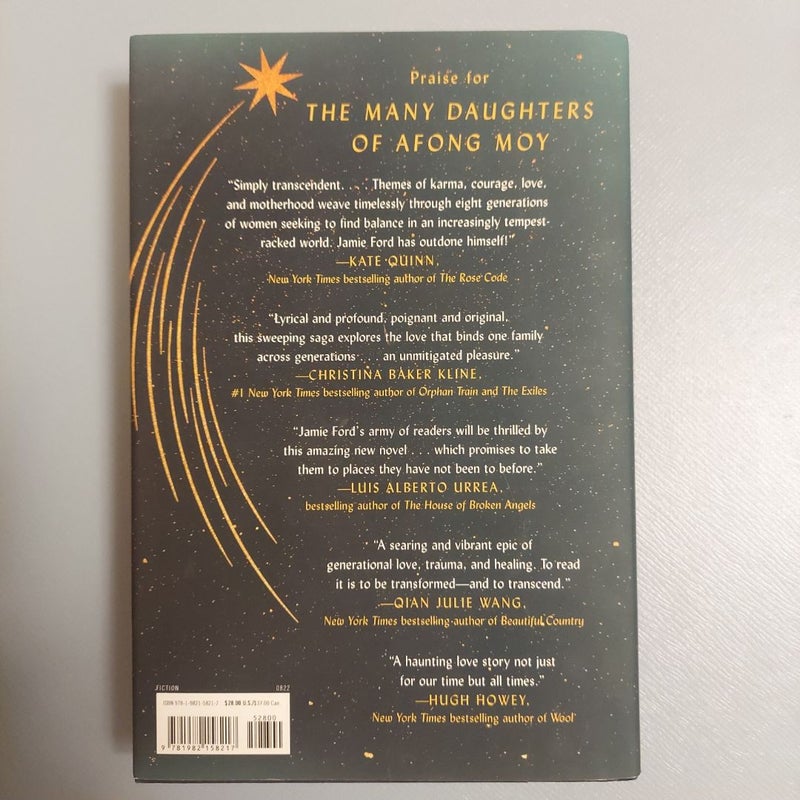 Praise for
THE MANY DAUGHTERS
OF AFONG MOY
“Simply transcendent. . . . Themes of karma, courage, love,
and motherhood weave timelessly through eight generations
of women seeking to find balance in an increasingly tempest-
racked world. Jamie Ford has outdone himself!”
—KATE QUINN,
New York Times bestselling author of The Rose Code
“Lyrical and profound, poignant and original,
this sweeping saga explores the love that binds one family
across generations . . . an unmitigated pleasure.”
—CHRISTINA BAKER KLINE,
#1 New York Times bestselling author of Orphan Train and The Exiles
“Jamie Ford’s army of readers will be thrilled by
this amazing new novel . . . which promises to take
them to places they have not been to before.”
—LUIS ALBERTO URREA,
bestselling author of The House of Broken Angels
“A searing and vibrant epic of
generational love, trauma, and healing. To read
it is to be transformed—and to transcend.”
—QIAN JULIE WANG,
New York Times bestselling author of Beautiful Country
“A haunting love story not just
for our time but all times.”
—HUGH HOWEY,
New York Times bestselling author of Wool
FICTION 0822
ISBN 978-1-9821-5821-7 $28.00 U.S./$37.00 Can.
52800
9 781982 158217